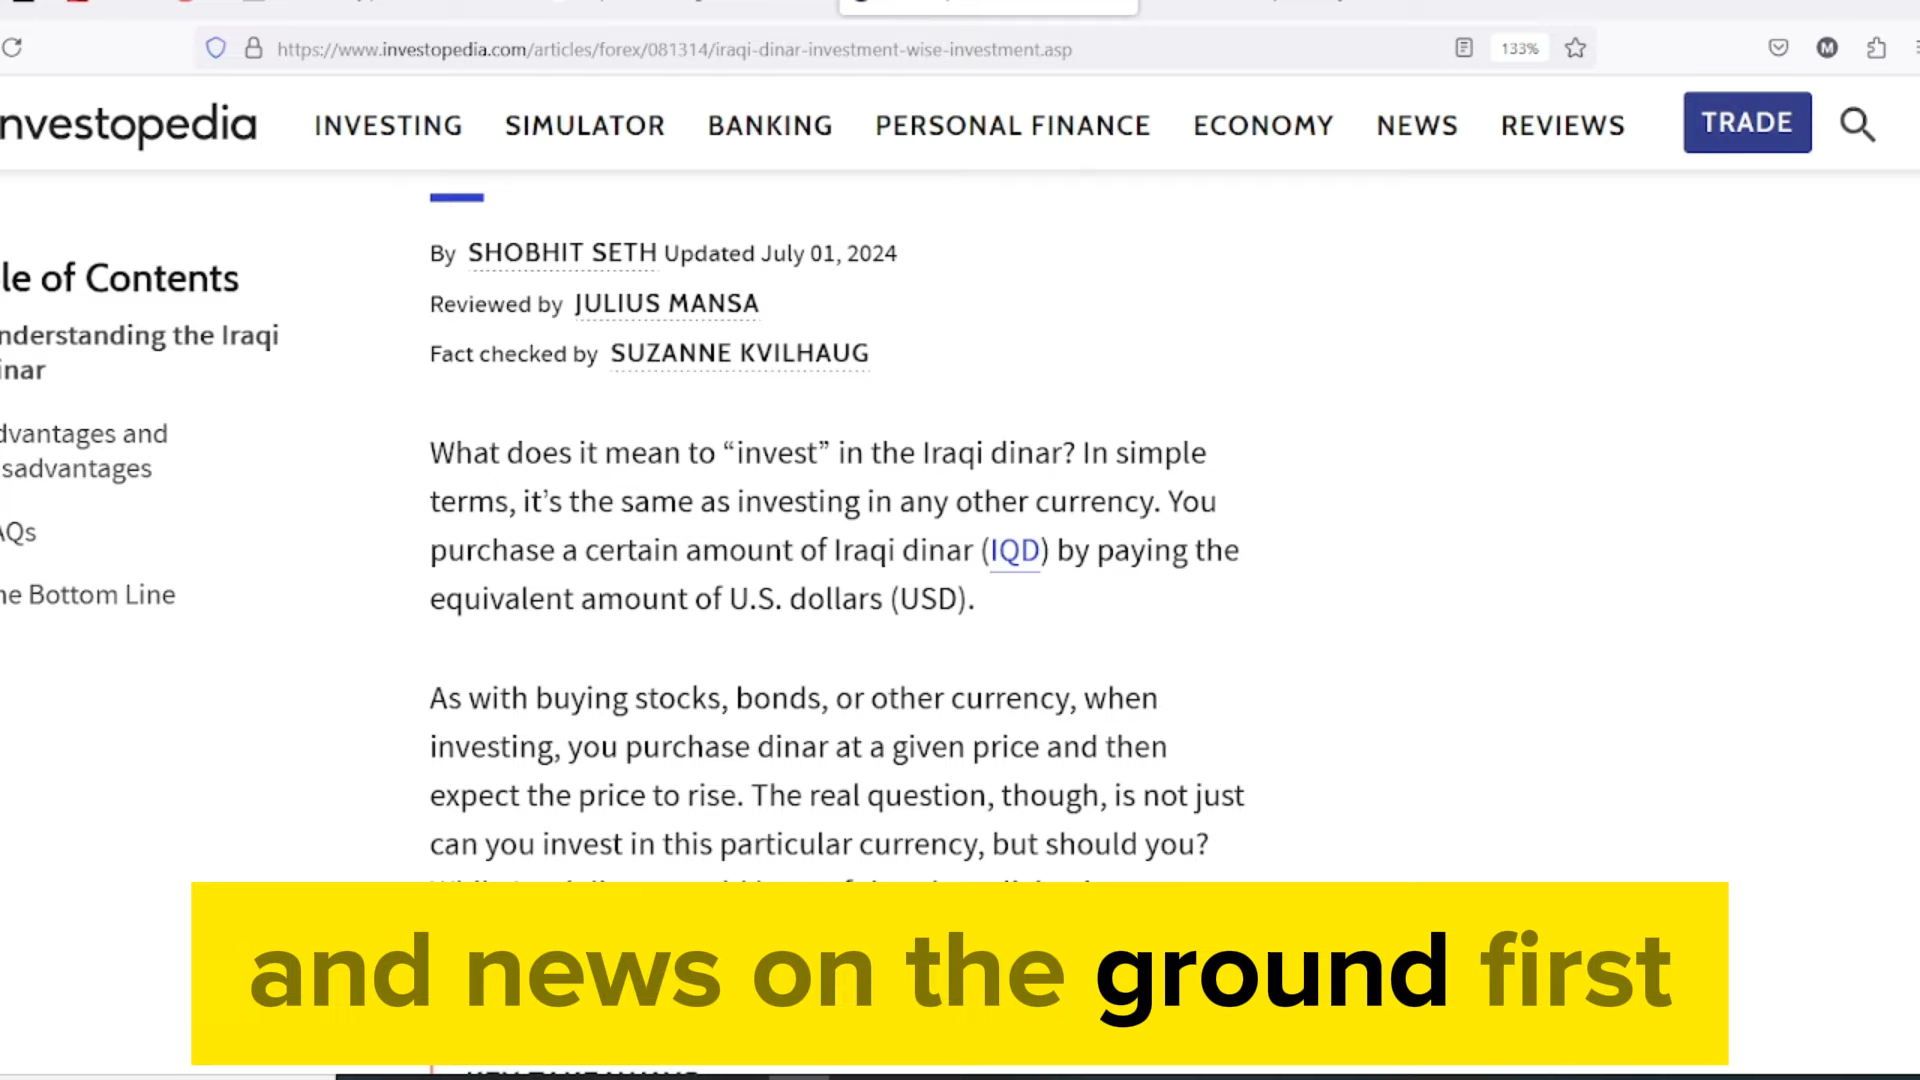 https://www.investopedia.com/articles/forex/081314/iraqi-dinar-investment-wise-investment.asp
133%
M
nvestopedia
INVESTING
SIMULATOR
BANKING
PERSONAL FINANCE
ECONOMY
NEWS
REVIEWS
TRADE
By SHOBHIT SETH Updated July 01, 2024
Reviewed by JULIUS MANSA
Fact checked by SUZANNE KVILHAUG
le of Contents
nderstanding the Iraqi
inar
dvantages and
sadvantages
AQs
ne Bottom Line
What does it mean to “invest” in the Iraqi dinar? In simple
terms, it’s the same as investing in any other currency. You
purchase a certain amount of Iraqi dinar (IQD) by paying the
equivalent amount of U.S. dollars (USD).
As with buying stocks, bonds, or other currency, when
investing, you purchase dinar at a given price and then
expect the price to rise. The real question, though, is not just
can you invest in this particular currency, but should you?
and news on the ground first